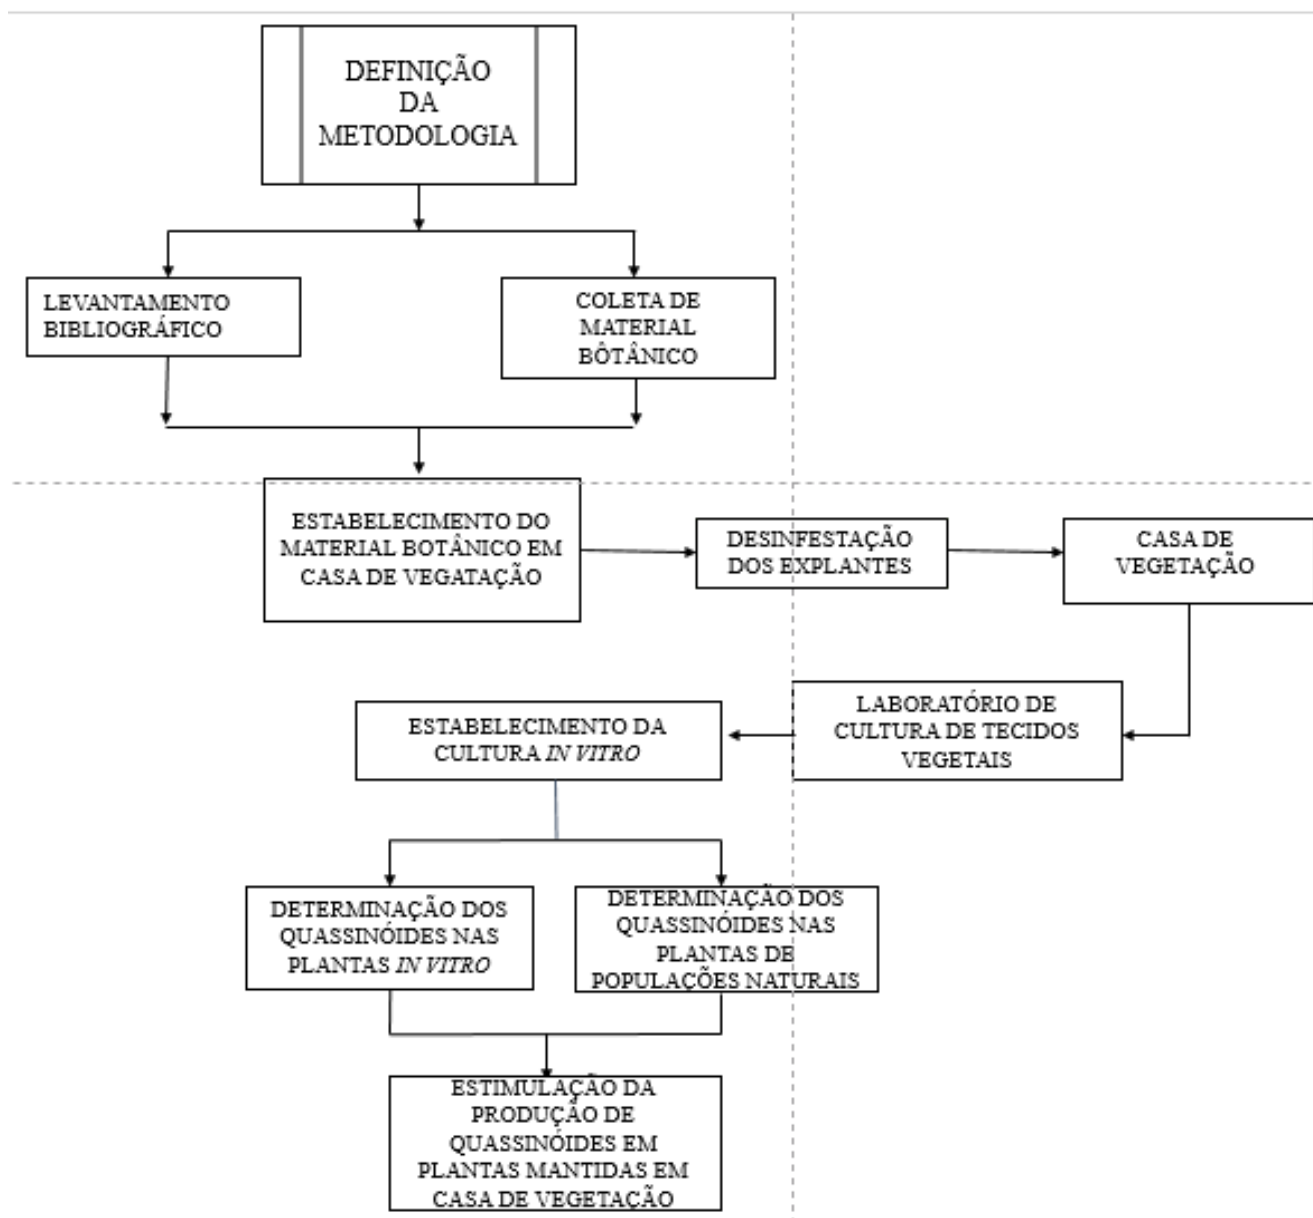 DEFINIÇÃO
DA
METODOLOGIA
LEVANTAMENTO
BIBLIOGRÁFICO
COLETA DE
MATERIAL
BÔTÂNICO
ESTABELECIMENTO DO
MATERIAL BOTÂNICO EM
CASA DE VEGATAÇÃO
DESINFESTAÇÃO
DOS EXPLANTES
CASA DE
VEGETAÇÃO
LABORATÓRIO DE
CULTURA DE TECIDOS
VEGETAIS
ESTABELECIMENTO DA
CULTURA IN VITRO
DETERMINAÇÃO DOS
QUASSINÓIDES NAS
PLANTAS IN VITRO
DETERMINAÇÃO DOS
QUASSINÓIDES NAS
PLANTAS DE
POPULAÇÕES NATURAIS
ESTIMULAÇÃO DA
PRODUÇÃO DE
QUASSINÓIDES EM
PLANTAS MANTIDAS EM
CASA DE VEGETAÇÃO